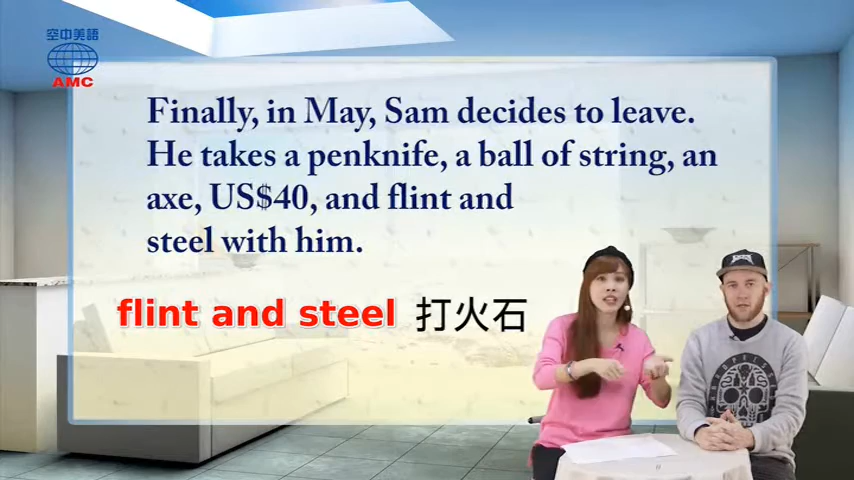 空中美語
AMC
Finally, in May, Sam decides to leave.
He takes a penknife, a ball of string, an
axe, US$40, and flint and
steel with him.
flint and steel 打火石